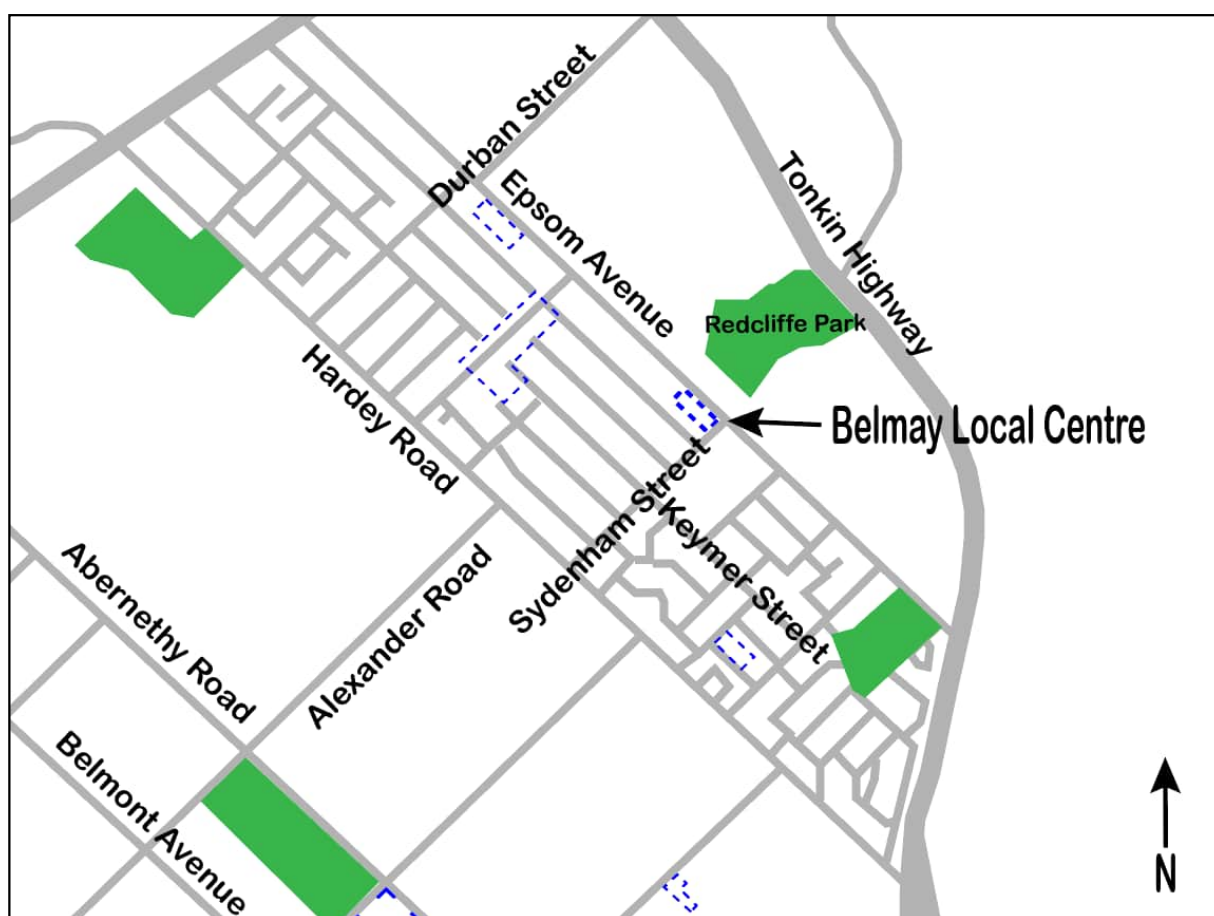 Durban Street
Epsom Avenue
Tonkin Highway
Redcliffe Park
Hardey Road
Belmay Local Centre
Sydenham Street
Keymer Street
Abernethy Road
Alexander Road
Belmont Avenue
N